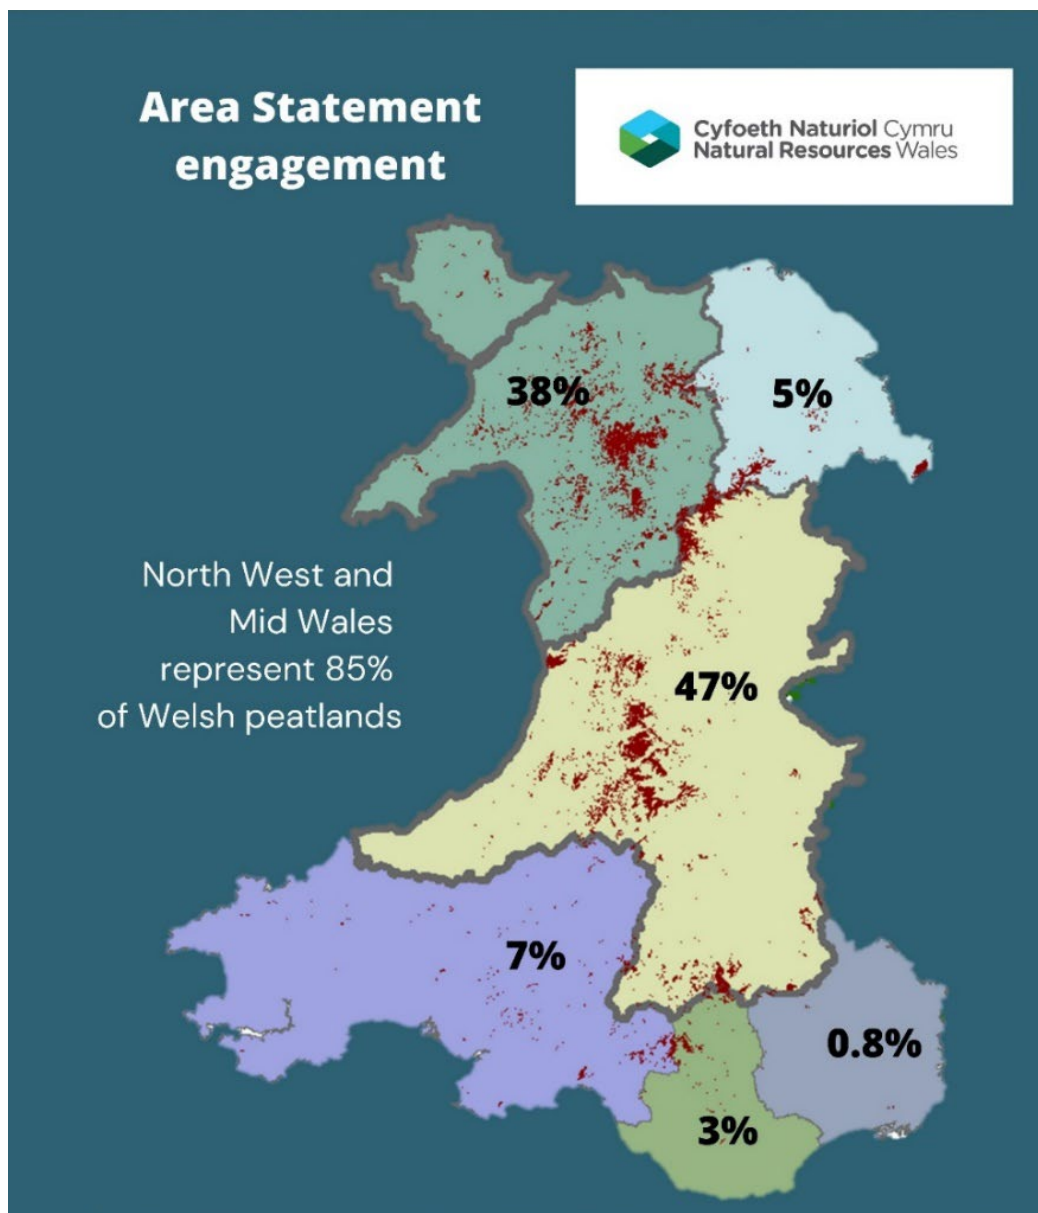 Area Statement
engagement
Cyfoeth Naturiol Cymru
Natural Resources Wales
38%
5%
North West and
Mid Wales
represent 85%
of Welsh peatlands
47%
7%
0.8%
3%